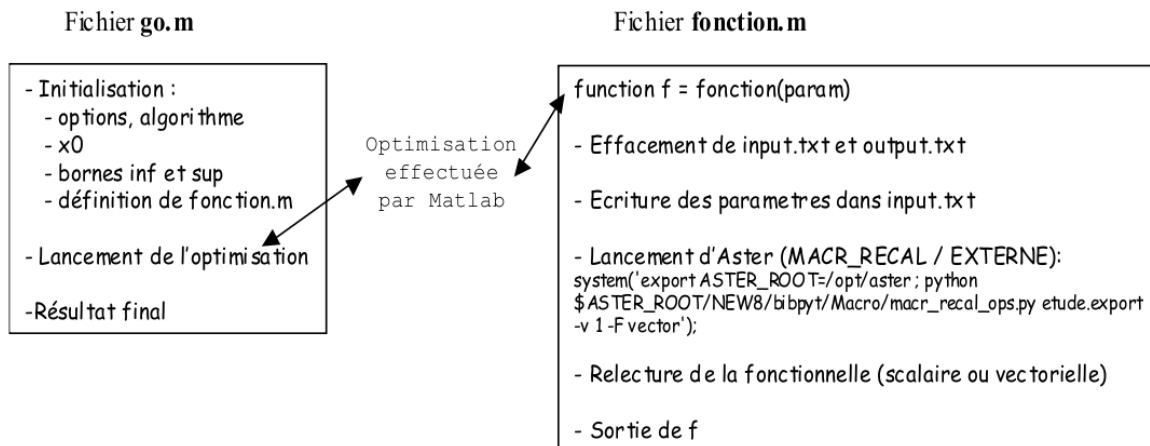 Fichier go.m
- Initialisation :
- options, algorithme
- x0
- bornes inf et sup
- définition de fonction.m
- Lancement de l'optimisation
-Résultat final
Optimisation
effectuée
par Matlab
Fichier fonction.m
function f = fonction(param)
- Effacement de input.txt et output.txt
- Ecriture des parametres dans input.txt
- Lancement d'Aster (MACR_RECAL / EXTERNE):
system('export ASTER_ROOT=/opt/aster ; python
$ASTER_ROOT/NEW8/bibpyt/Macro/macr_recal_ops.py etude.export
-v 1 -F vector');
- Relecture de la fonctionnelle (scalaire ou vectorielle)
- Sortie de f